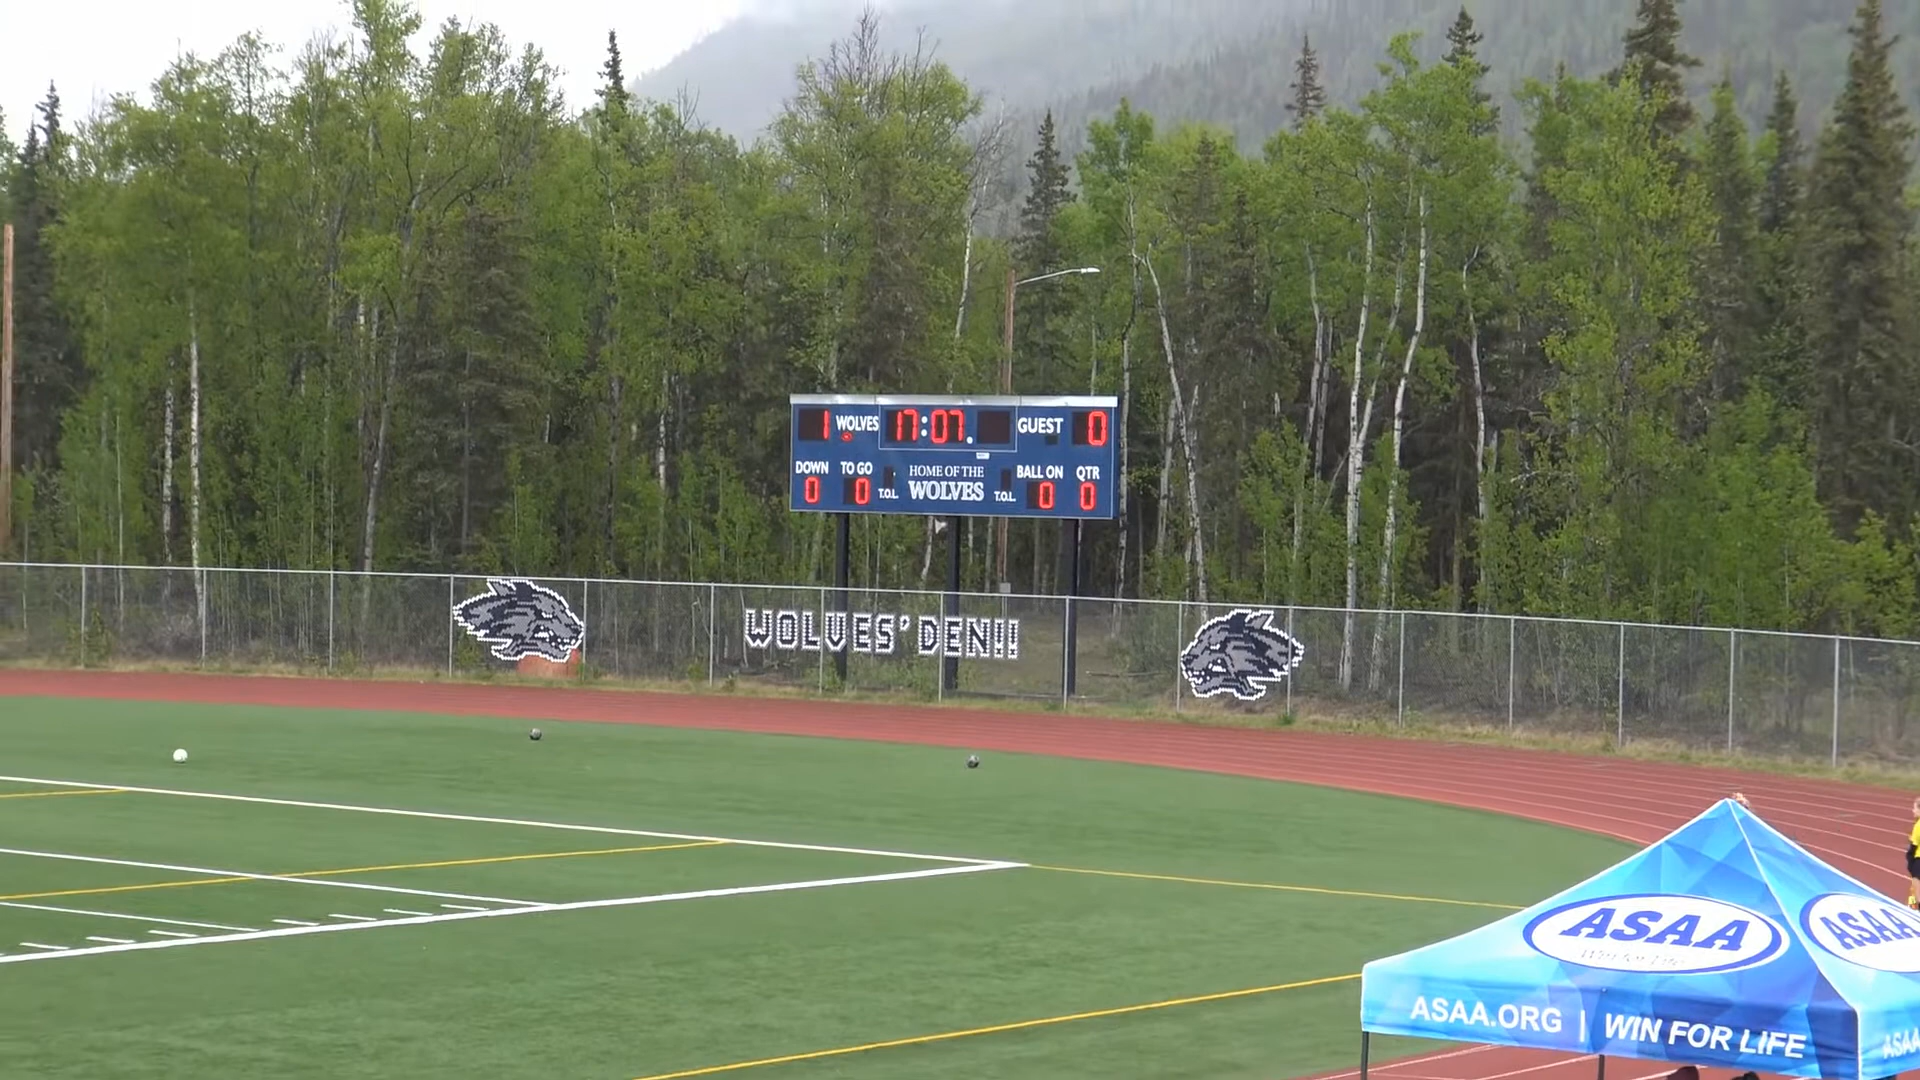 1 WOLVES 17:07. GUEST 0
DOWN TO GO HOME OF THE BALL ON QTR
0 0 T.O.L. WOLVES T.O.L. 0 0
WOLVES' DEN!!
ASAA ASAA
ASAA.ORG | WIN FOR LIFE ASAA